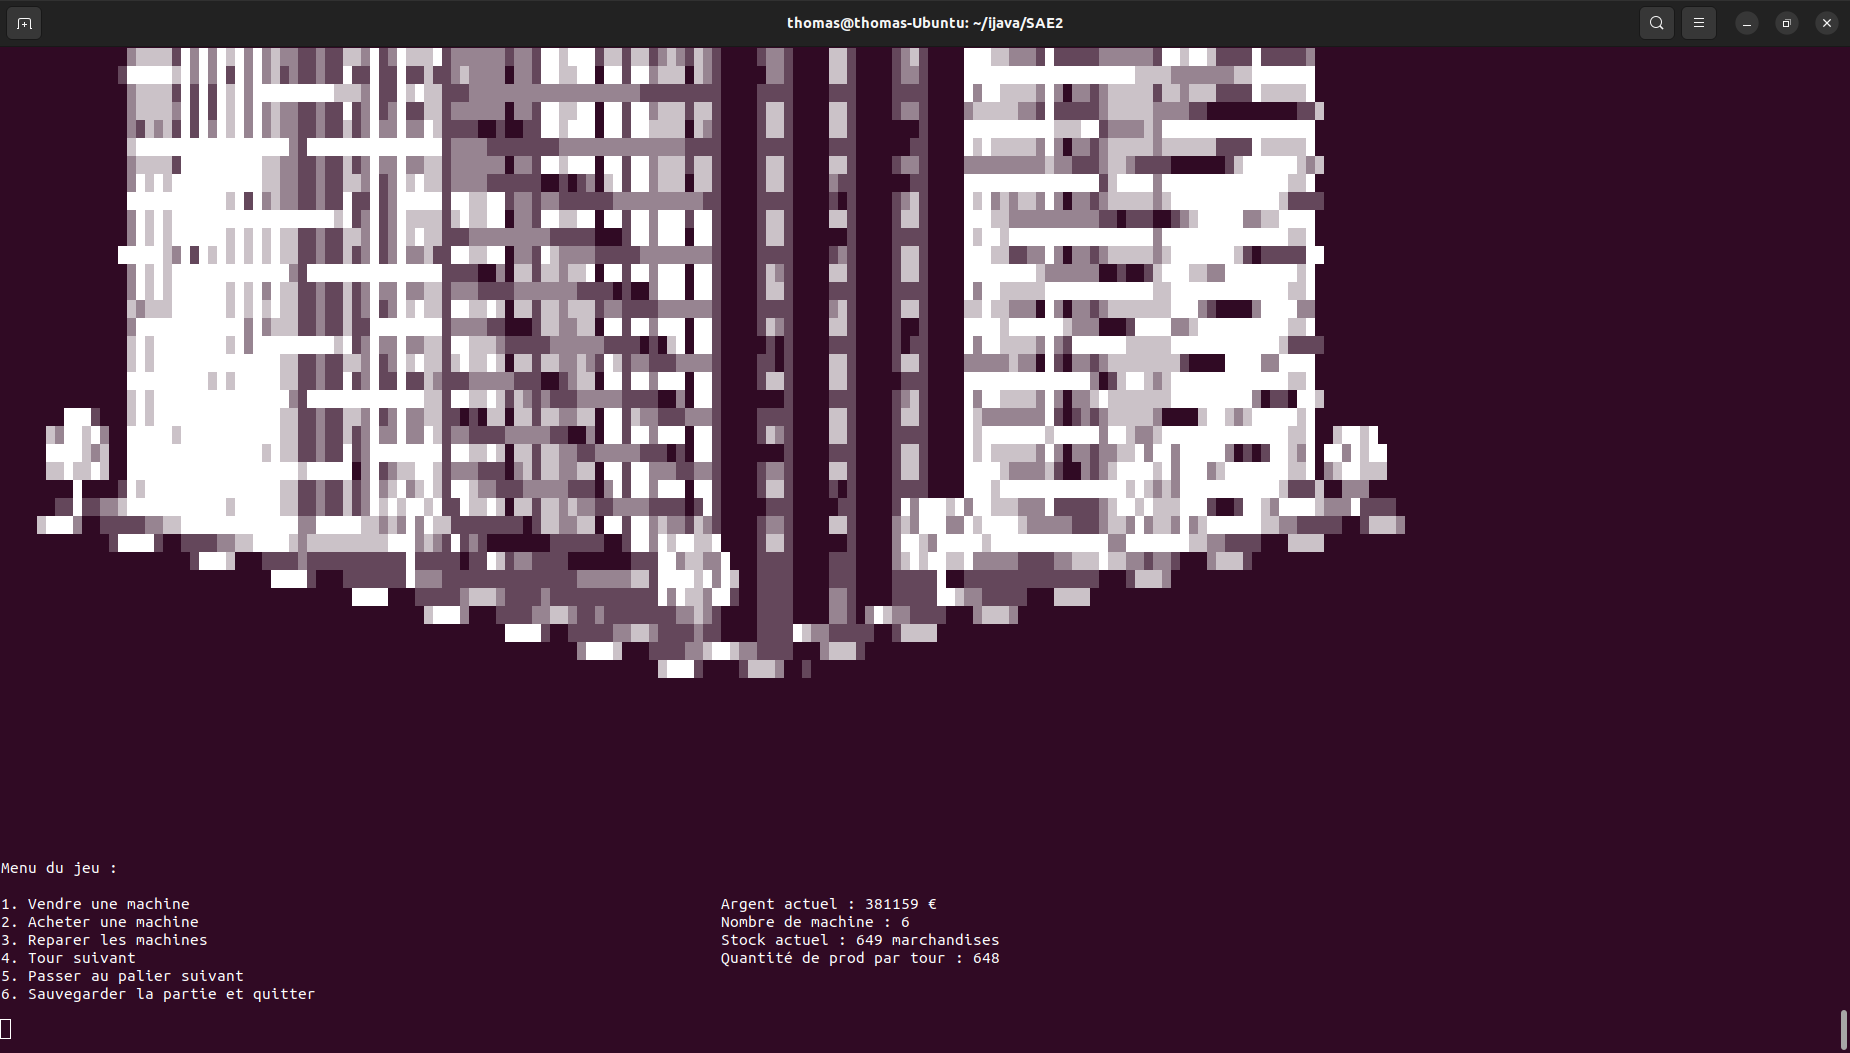 thomas@thomas-Ubuntu: ~/ijava/SAE2
Menu du jeu :
1. Vendre une machine
2. Acheter une machine
3. Reparer les machines
4. Tour suivant
5. Passer au palier suivant
6. Sauvegarder la partie et quitter
Argent actuel : 381159 €
Nombre de machine : 6
Stock actuel : 649 marchandises
Quantité de prod par tour : 648